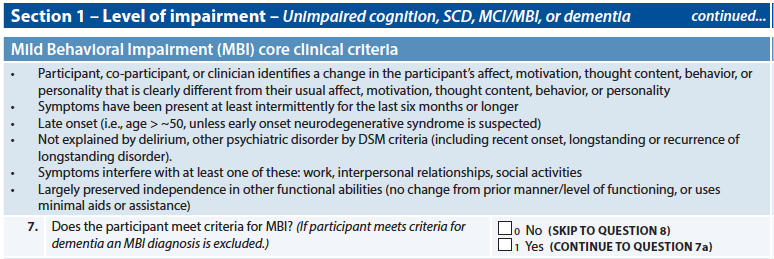 Section 1 – Level of impairment – Unimpaired cognition, SCD, MCI/MBI, or dementia continued...
Mild Behavioral Impairment (MBI) core clinical criteria
• Participant, co-participant, or clinician identifies a change in the participant's affect, motivation, thought content, behavior, or
personality that is clearly different from their usual affect, motivation, thought content, behavior, or personality
• Symptoms have been present at least intermittently for the last six months or longer
• Late onset (i.e., age > ~50, unless early onset neurodegenerative syndrome is suspected)
• Not explained by delirium, other psychiatric disorder by DSM criteria (including recent onset, longstanding or recurrence of
longstanding disorder).
• Symptoms interfere with at least one of these: work, interpersonal relationships, social activities
• Largely preserved independence in other functional abilities (no change from prior manner/level of functioning, or uses
minimal aids or assistance)
7. Does the participant meet criteria for MBI? (If participant meets criteria for
dementia an MBI diagnosis is excluded.)
☐0 No (SKIP TO QUESTION 8)
☐1 Yes (CONTINUE TO QUESTION 7a)